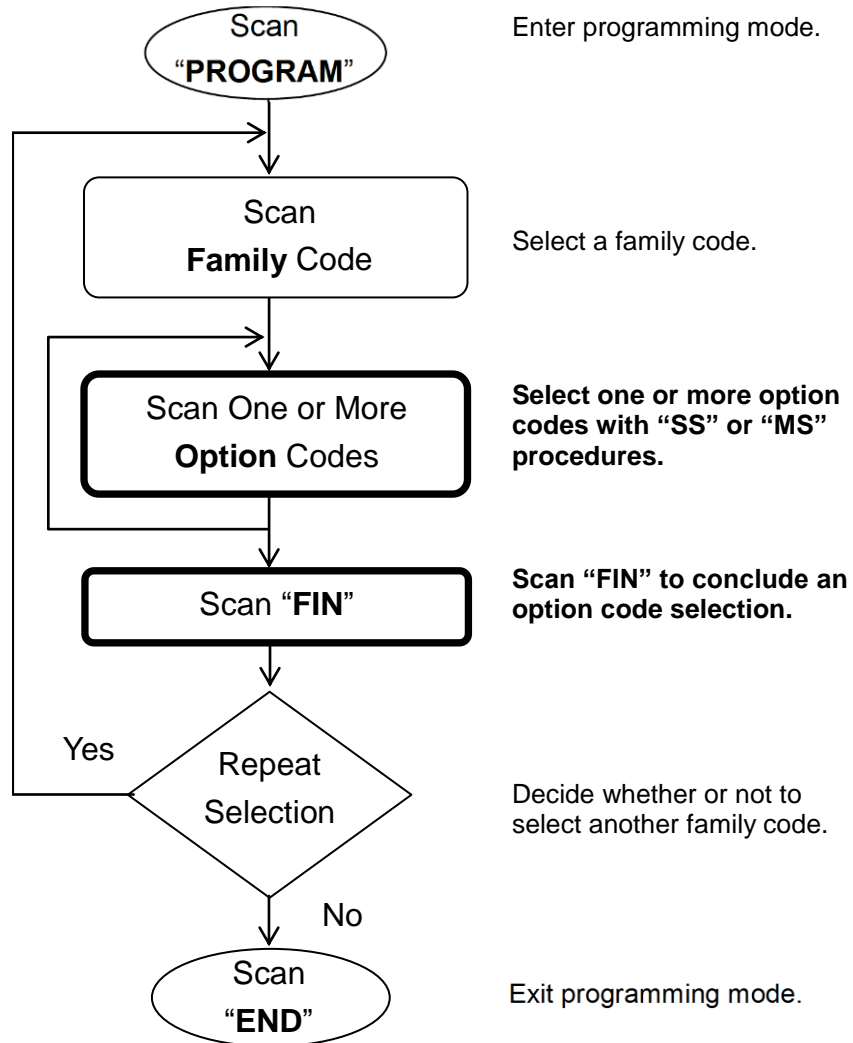 Scan
“PROGRAM”
Enter programming mode.
Scan
Family Code
Select a family code.
Scan One or More
Option Codes
Select one or more option
codes with “SS” or “MS”
procedures.
Scan “FIN”
Scan “FIN” to conclude an
option code selection.
Yes
Repeat
Selection
Decide whether or not to
select another family code.
No
Scan
“END”
Exit programming mode.